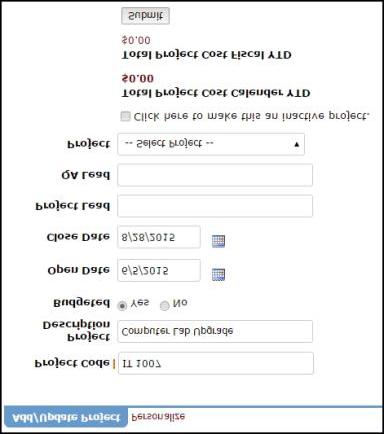 Add/Update Project Personalize
Project Code IT 1007
Project
Description Computer Lab Upgrade
Budgeted Yes No
Open Date 6/5/2015
Close Date 8/28/2015
Project Lead
QA Lead
Project -- Select Project --
Click here to make this an inactive project.
Total Project Cost Calender YTD
$0.00
Total Project Cost Fiscal YTD
$0.00
Submit